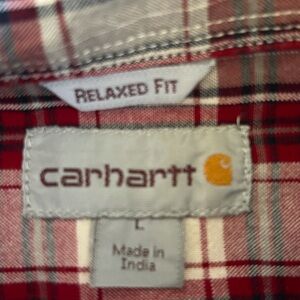 RELAXED FIT
carhartt
L
Made in
India